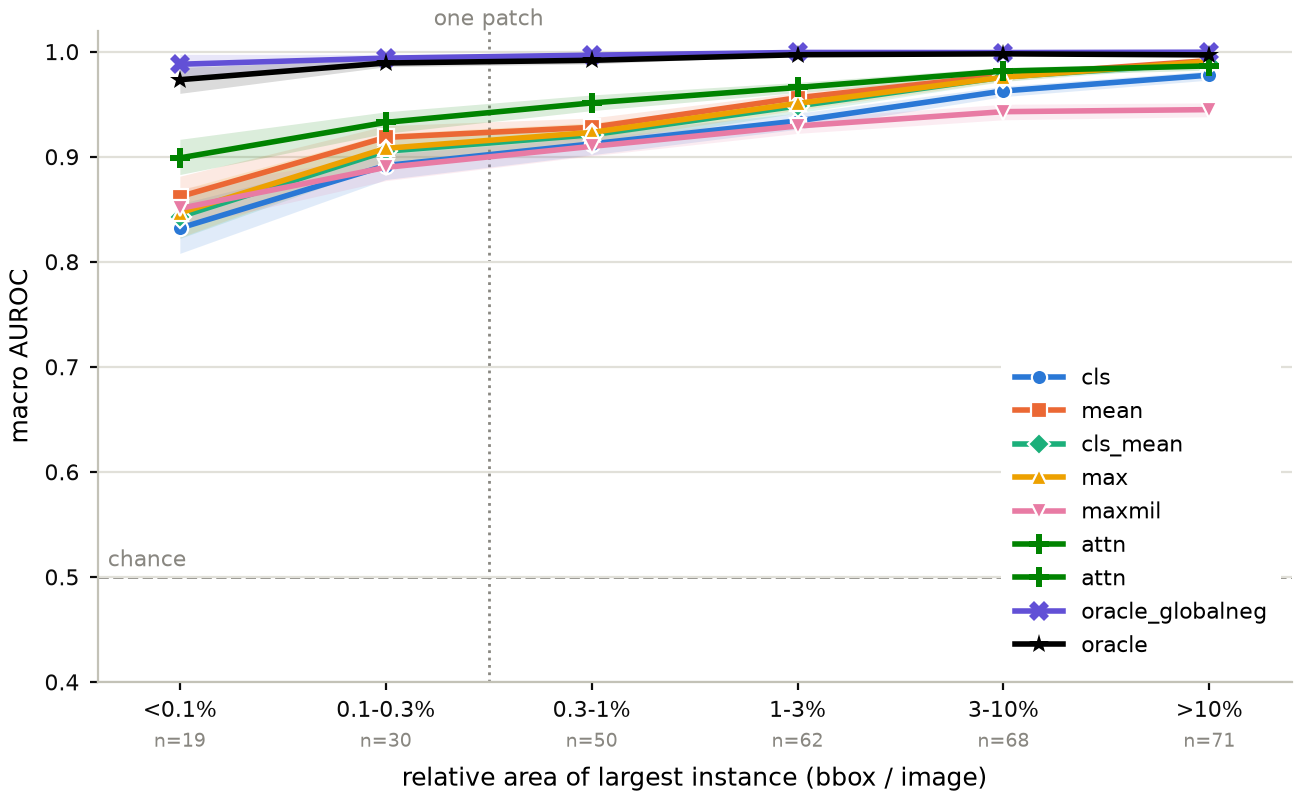 one patch
1.0
0.9
0.8
0.7
0.6
0.5
0.4
macro AUROC
chance
cls
mean
cls_mean
max
maxmil
attn
attn
oracle_globalneg
oracle
<0.1% 0.1-0.3% 0.3-1% 1-3% 3-10% >10%
n=19 n=30 n=50 n=62 n=68 n=71
relative area of largest instance (bbox / image)